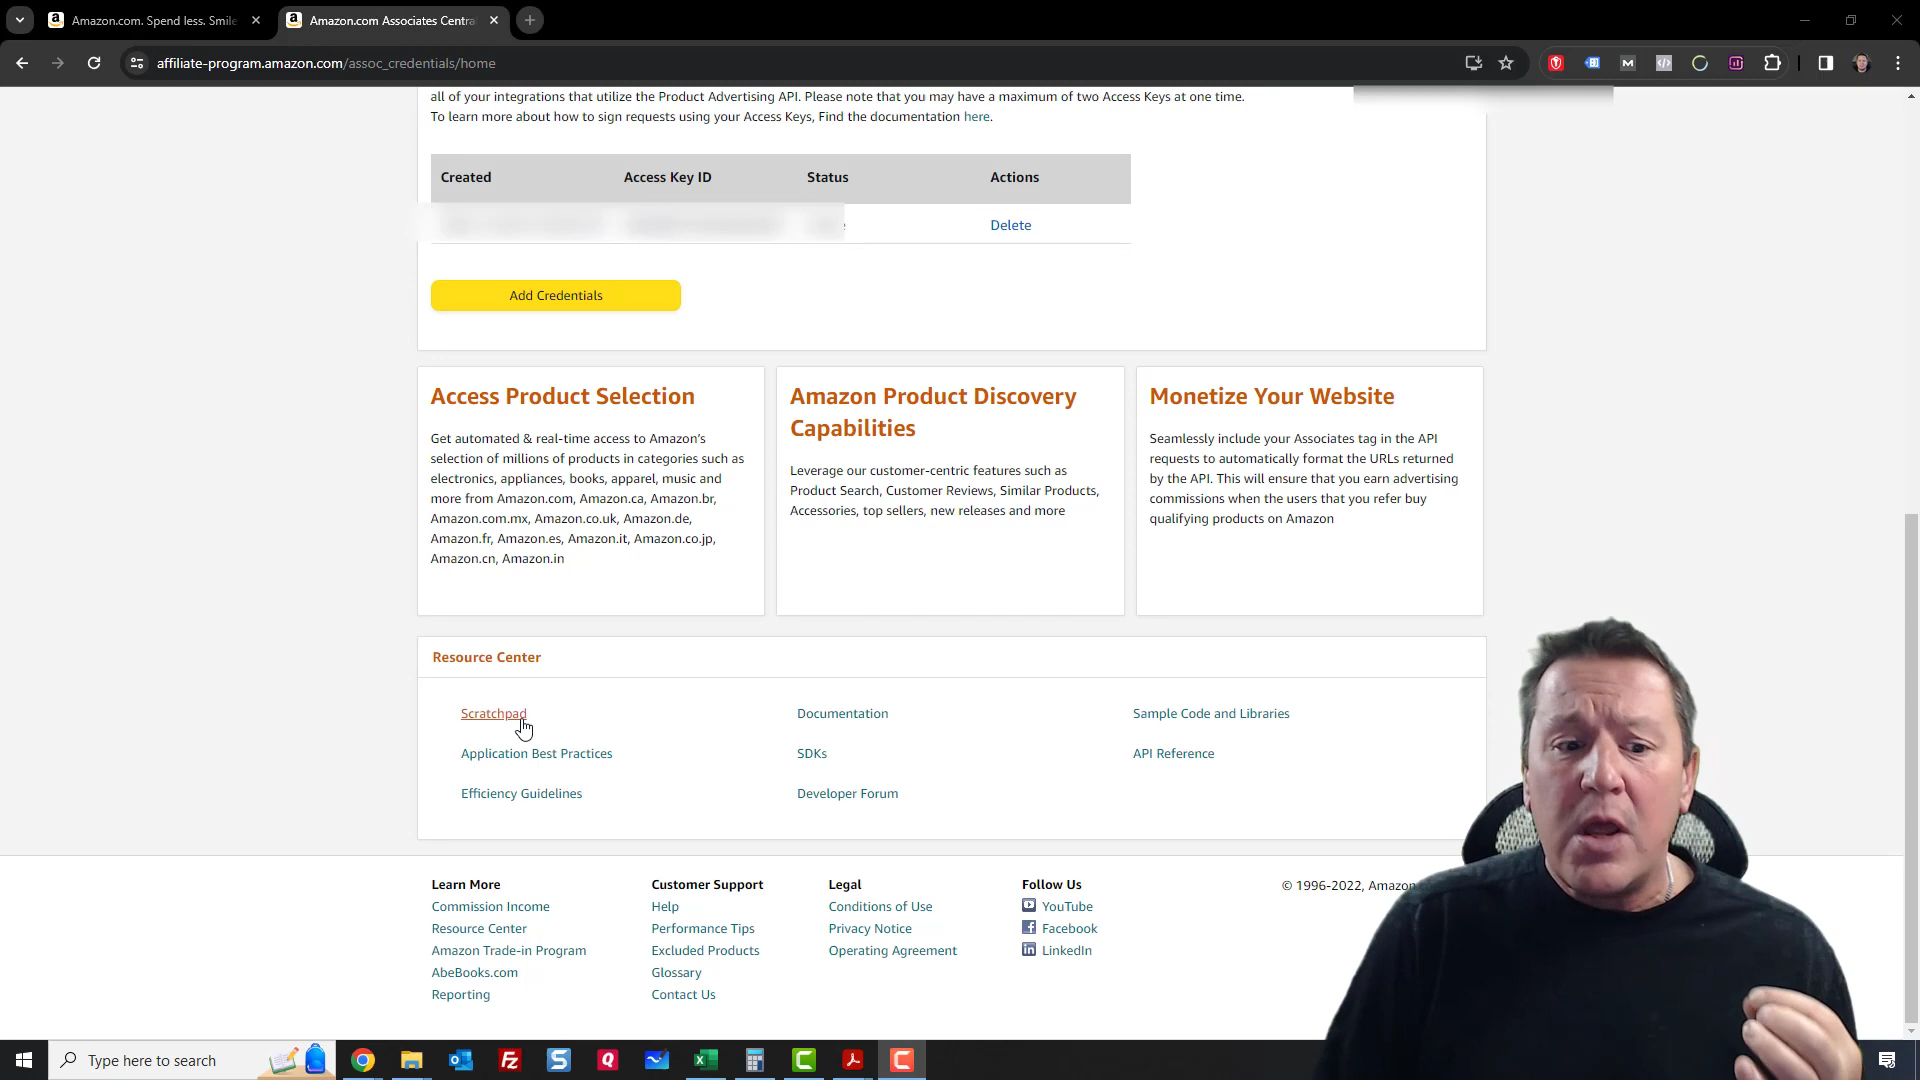 Amazon.com. Spend less. Smile
Amazon.com Associates Centra
affiliate-program.amazon.com/assoc_credentials/home
all of your integrations that utilize the Product Advertising API. Please note that you may have a maximum of two Access Keys at one time.
To learn more about how to sign requests using your Access Keys, Find the documentation here.
Created Access Key ID Status Actions
Delete
Add Credentials
Access Product Selection
Get automated & real-time access to Amazon's
selection of millions of products in categories such as
electronics, appliances, books, apparel, music and
more from Amazon.com, Amazon.ca, Amazon.br,
Amazon.com.mx, Amazon.co.uk, Amazon.de,
Amazon.fr, Amazon.es, Amazon.it, Amazon.co.jp,
Amazon.cn, Amazon.in
Amazon Product Discovery
Capabilities
Leverage our customer-centric features such as
Product Search, Customer Reviews, Similar Products,
Accessories, top sellers, new releases and more
Monetize Your Website
Seamlessly include your Associates tag in the API
requests to automatically format the URLs returned
by the API. This will ensure that you earn advertising
commissions when the users that you refer buy
qualifying products on Amazon
Resource Center
Scratchpad Documentation Sample Code and Libraries
Application Best Practices SDKs API Reference
Efficiency Guidelines Developer Forum
Learn More
Commission Income
Resource Center
Amazon Trade-in Program
AbeBooks.com
Reporting
Customer Support
Help
Performance Tips
Excluded Products
Glossary
Contact Us
Legal
Conditions of Use
Privacy Notice
Operating Agreement
Follow Us
YouTube
Facebook
LinkedIn
© 1996-2022, Amazon
Type here to search